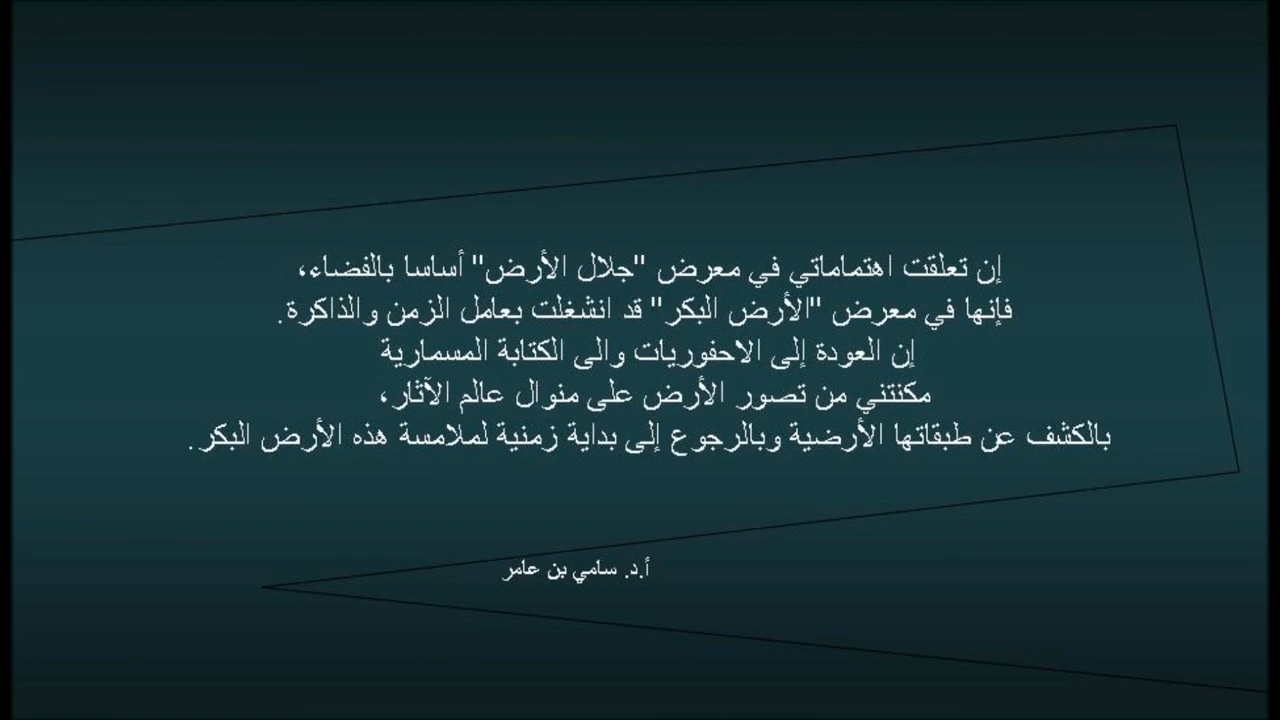 إن تعلقت اهتماماتي في معرض "جلال الأرض" أساسا بالفضاء،
فإنها في معرض "الأرض البكر" قد انشغلت بعامل الزمن والذاكرة.
إن العودة إلى الاحفوريات والى الكتابة المسمارية
مكنتني من تصور الأرض على منوال عالم الآثار،
بالكشف عن طبقاتها الأرضية وبالرجوع إلى بداية زمنية لملامسة هذه الأرض البكر.
أ.د. سامي بن عامر